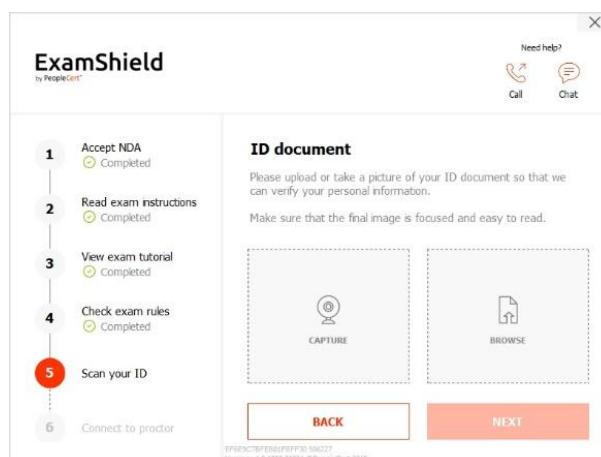 ExamShield
by PeopleCert
Need help?
Call
Chat
1
Accept NDA
Completed
2
Read exam instructions
Completed
3
View exam tutorial
Completed
4
Check exam rules
Completed
5
Scan your ID
6
Connect to proctor
ID document
Please upload or take a picture of your ID document so that we
can verify your personal information.
Make sure that the final image is focused and easy to read.
CAPTURE
BROWSE
BACK
NEXT